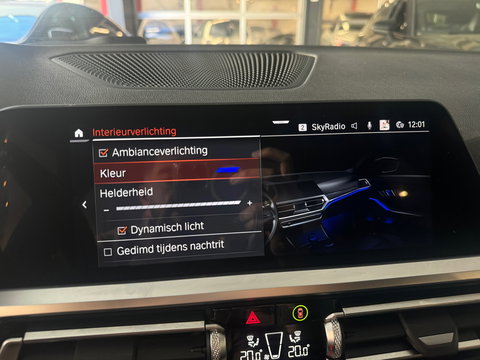 Interieurverlichting
2 SkyRadio 12:01
Ambianceverlichting
Kleur
Helderheid
- +
Dynamisch licht
Gedimd tijdens nachtrit
20.0 20.0